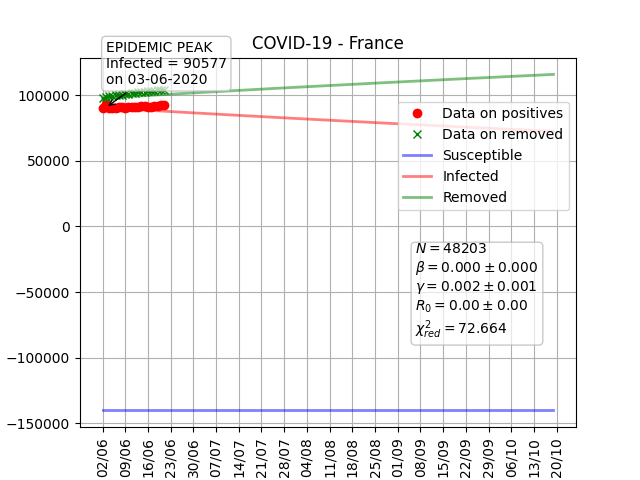 COVID-19 - France
EPIDEMIC PEAK
Infected = 90577
on 03-06-2020
100000
50000
0
−50000
−100000
−150000
Data on positives
Data on removed
Susceptible
Infected
Removed
N = 48203
β = 0.000 ± 0.000
γ = 0.002 ± 0.001
R₀ = 0.00 ± 0.00
χ²red = 72.664
02/06
09/06
16/06
23/06
30/06
07/07
14/07
21/07
28/07
04/08
11/08
18/08
25/08
01/09
08/09
15/09
22/09
29/09
06/10
13/10
20/10